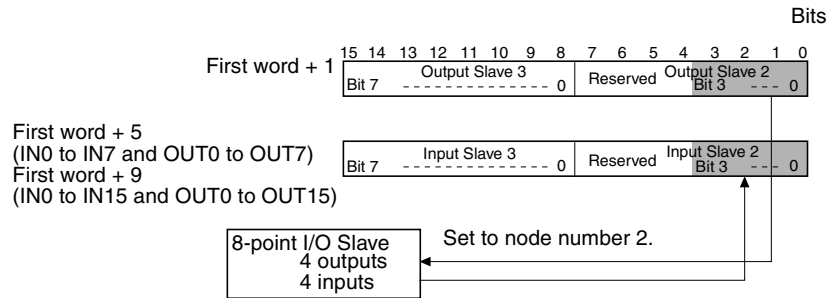 Bits
15 14 13 12 11 10 9 8 7 6 5 4 3 2 1 0
First word + 1
Output Slave 3
Bit 7 - - - - - - - - - - - - - - - 0
Reserved
Output Slave 2
Bit 3 - - - 0
First word + 5
(IN0 to IN7 and OUT0 to OUT7)
First word + 9
(IN0 to IN15 and OUT0 to OUT15)
Input Slave 3
Bit 7 - - - - - - - - - - - - - - - 0
Reserved
Input Slave 2
Bit 3 - - - 0
8-point I/O Slave
4 outputs
4 inputs
Set to node number 2.